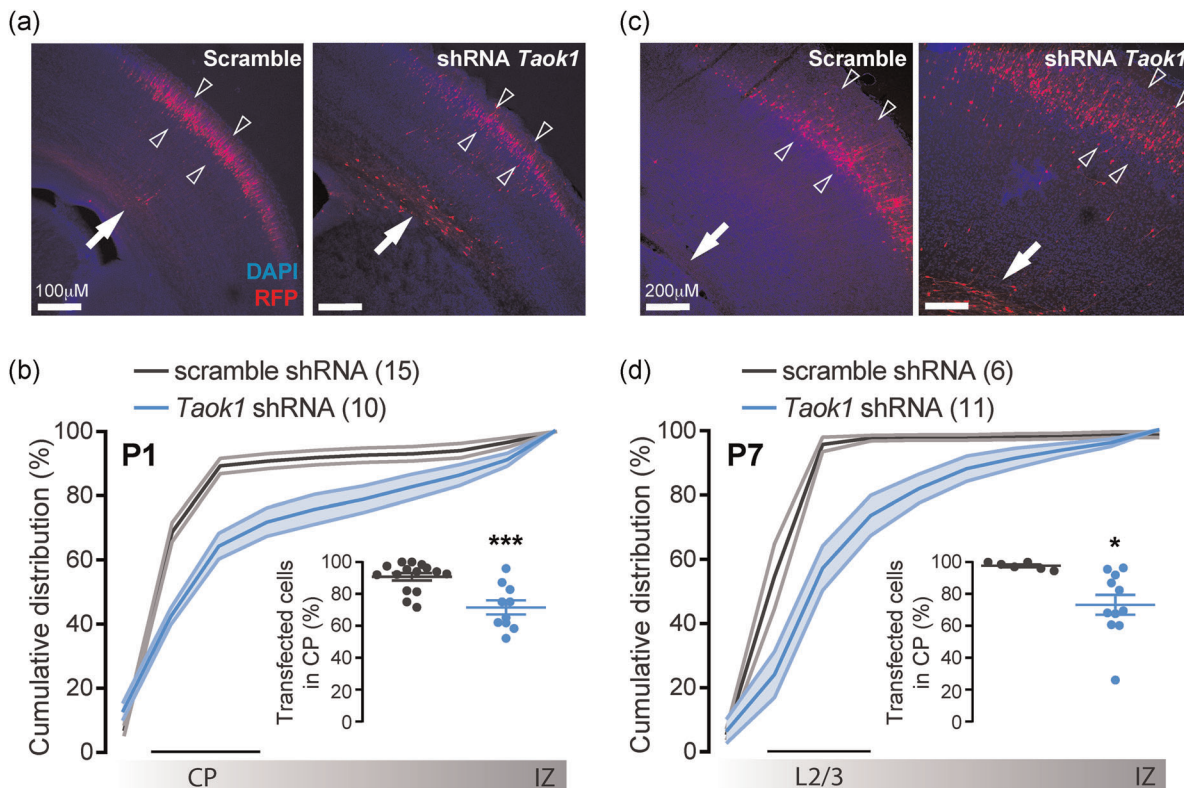 (a)
Scramble
shRNA Taok1
DAPI
RFP
100μM
(c)
Scramble
shRNA Taok1
200μM
(b)
scramble shRNA (15)
Taok1 shRNA (10)
P1
Cumulative distribution (%)
100
80
60
40
20
0
CP
IZ
Transfected cells
in CP (%)
100
80
60
40
20
0
***
(d)
scramble shRNA (6)
Taok1 shRNA (11)
P7
Cumulative distribution (%)
100
80
60
40
20
0
L2/3
IZ
Transfected cells
in CP (%)
100
80
60
40
20
0
*